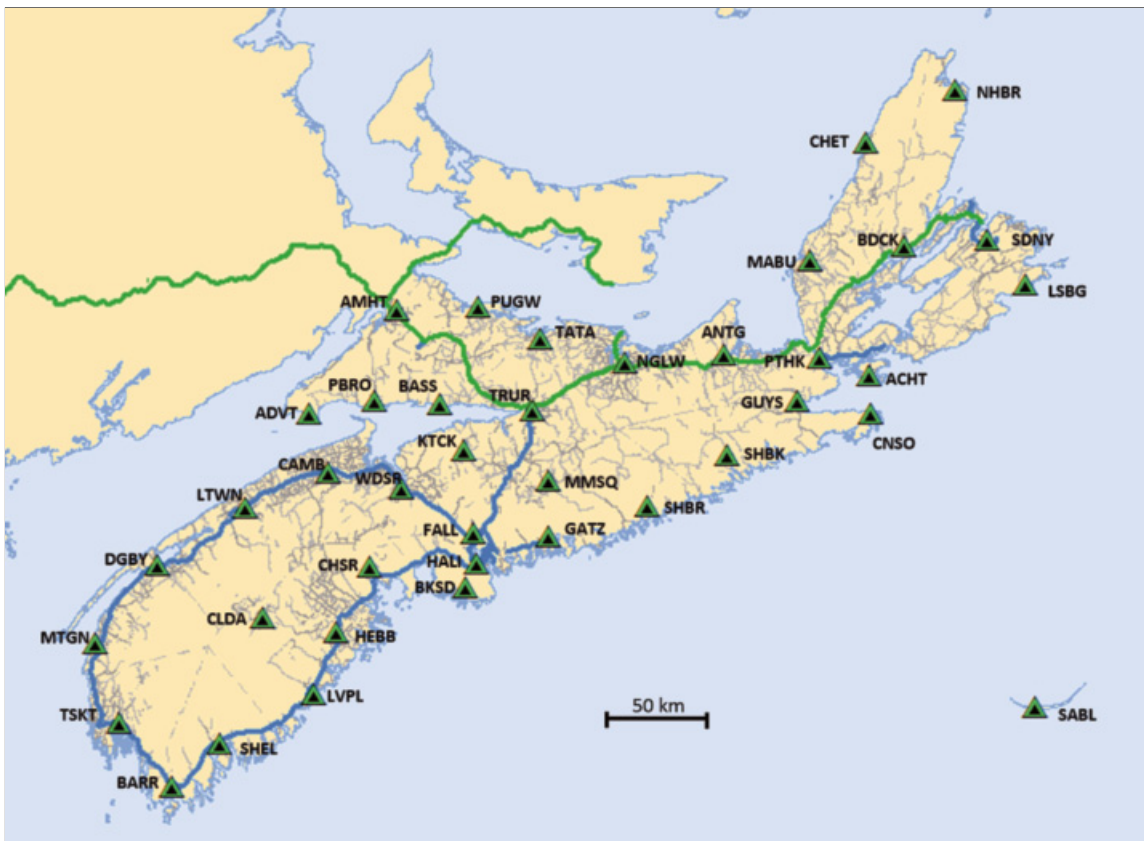 NHBR
CHET
BDCK
SDNY
MABU
LSBG
AMHT
PUGW
TATA
ANTG
NGLW
PTHK
ACHT
PBRO
BASS
TRUR
GUYS
ADVT
CNSO
KTCK
SHBK
CAMB
WDSR
MMSQ
LTWN
SHBR
FALL
GATZ
DGBY
CHSR
HALI
BKSD
CLDA
HEBB
MTGN
LVPL
50 km
TSKT
SABL
SHEL
BARR